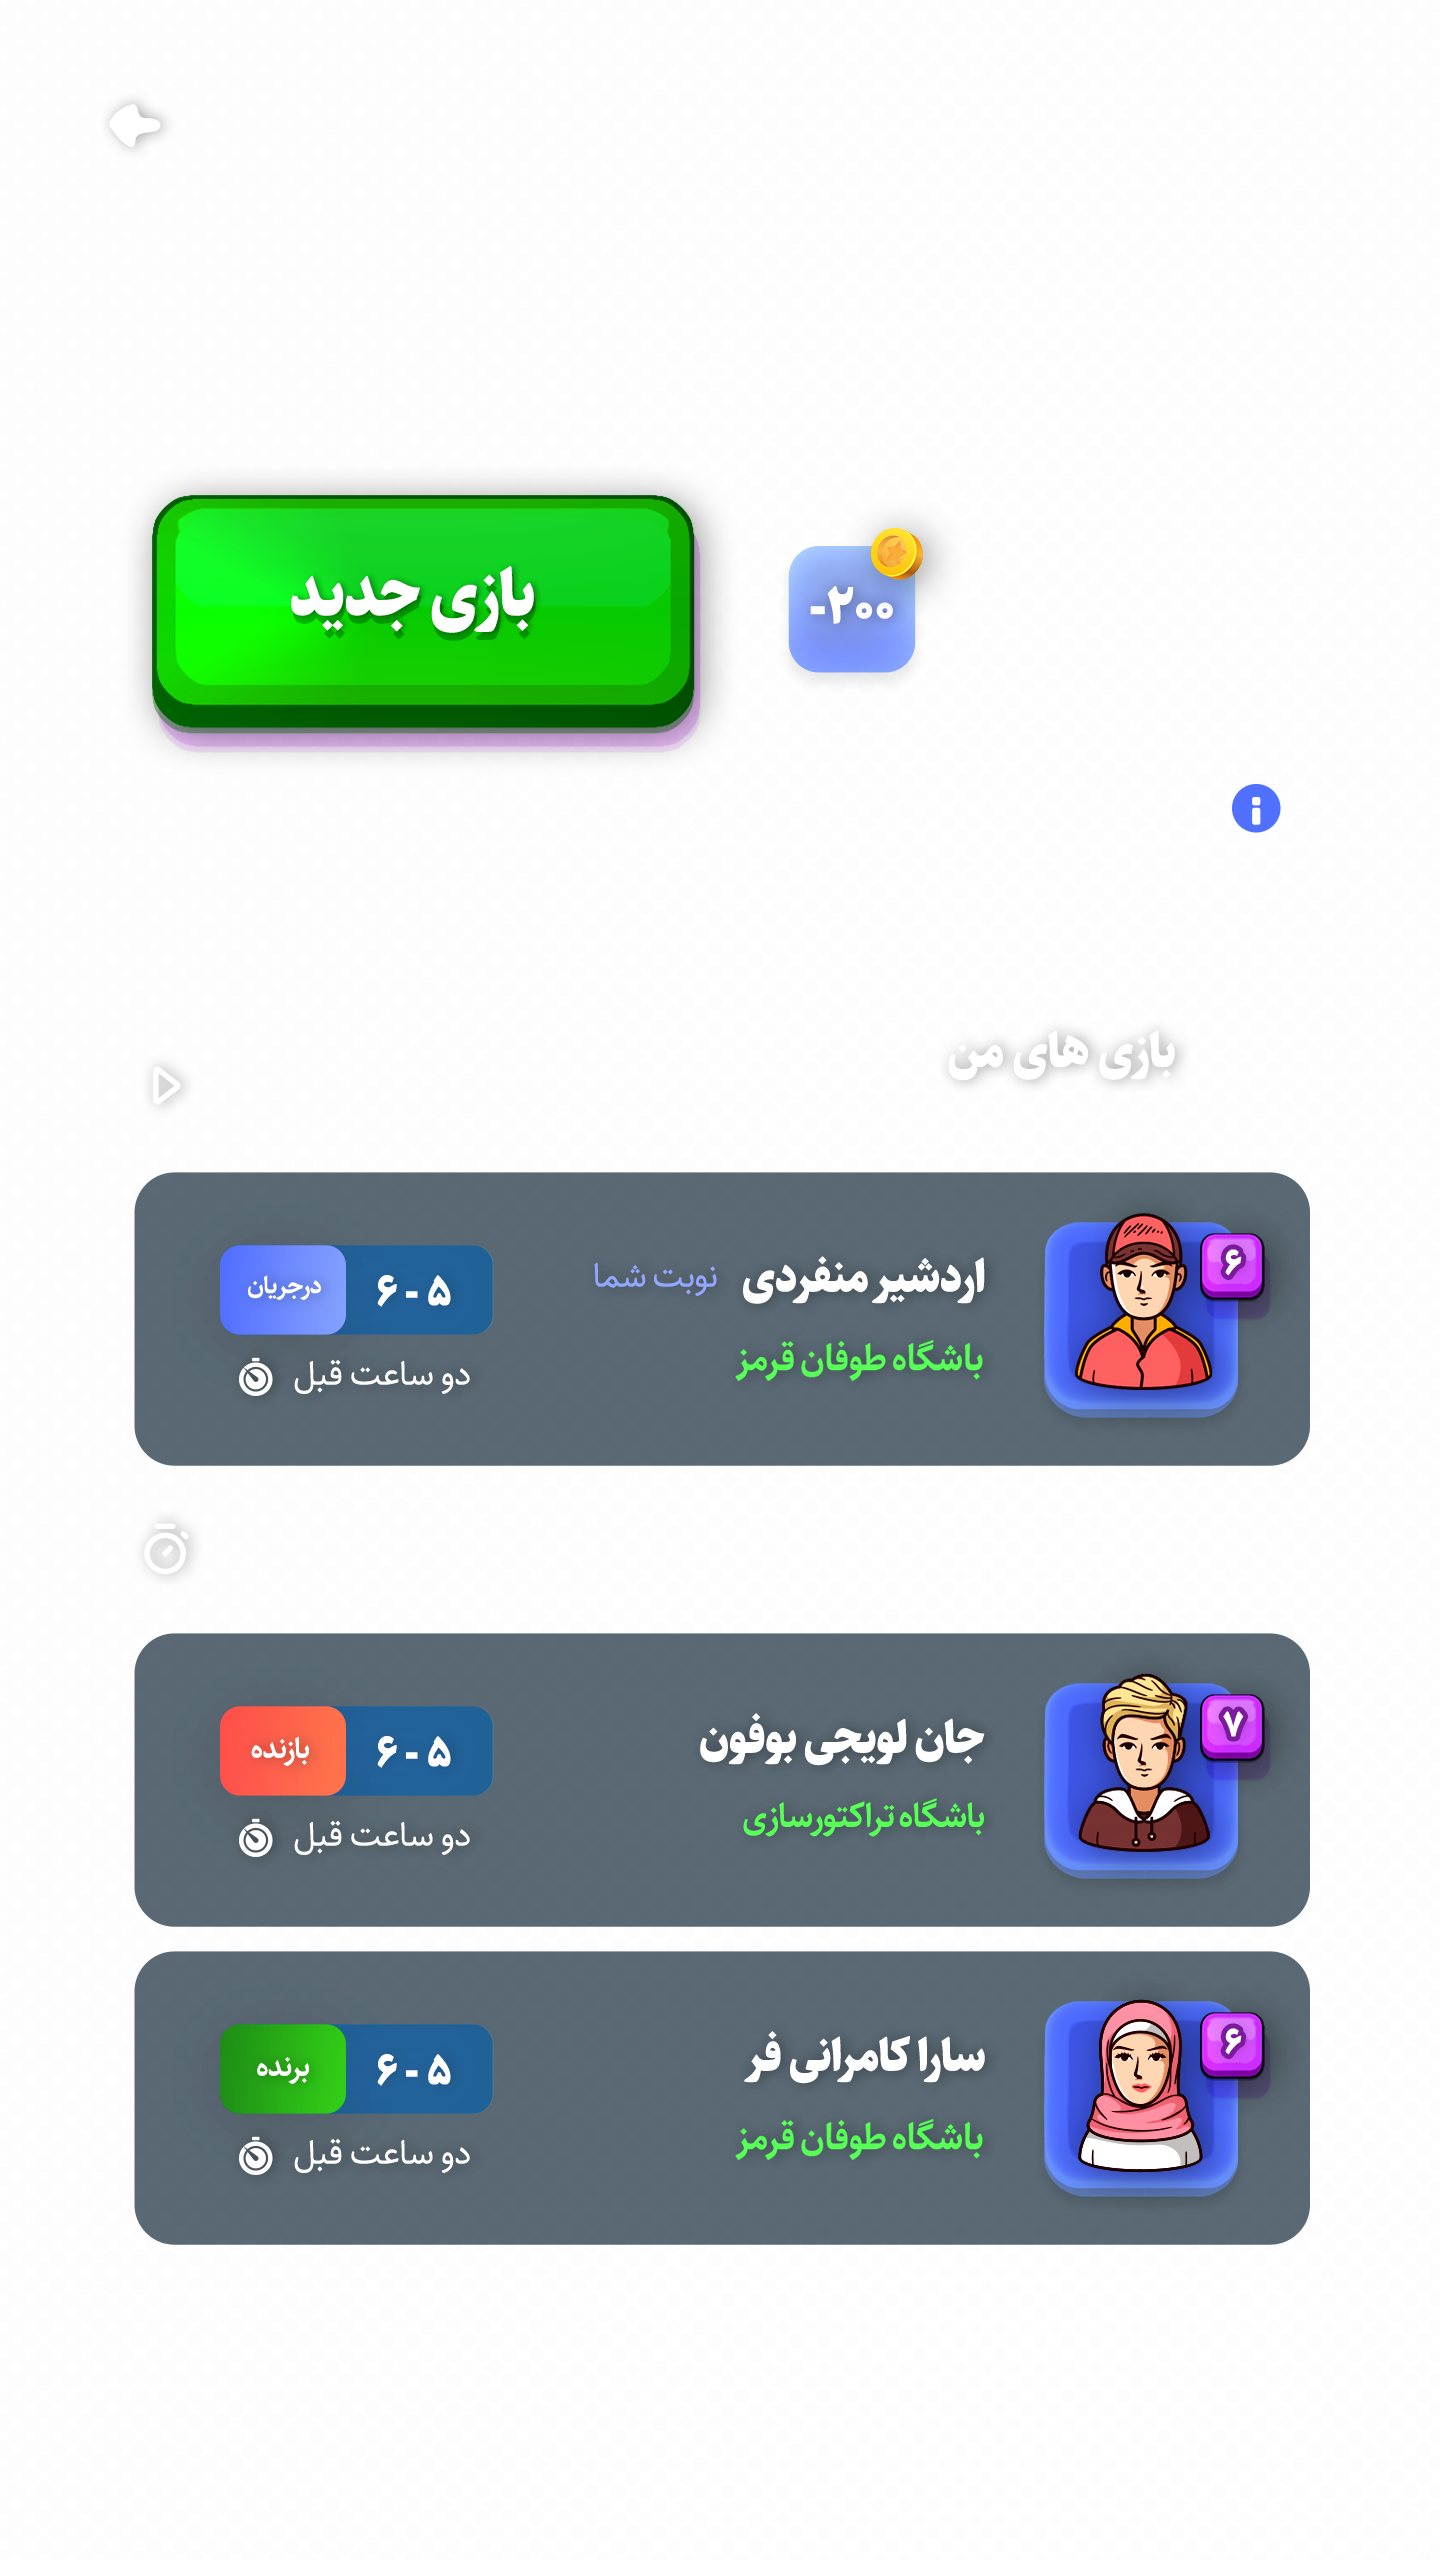 بازی جدید
-۲۰۰
بازی های من
۶
اردشیر منفردی نوبت شما
باشگاه طوفان قرمز
۶ - ۵ درجریان
دو ساعت قبل
۷
جان لویجی بوفون
باشگاه تراکتورسازی
۶ - ۵ بازنده
دو ساعت قبل
۶
سارا کامرانی فر
باشگاه طوفان قرمز
۶ - ۵ برنده
دو ساعت قبل